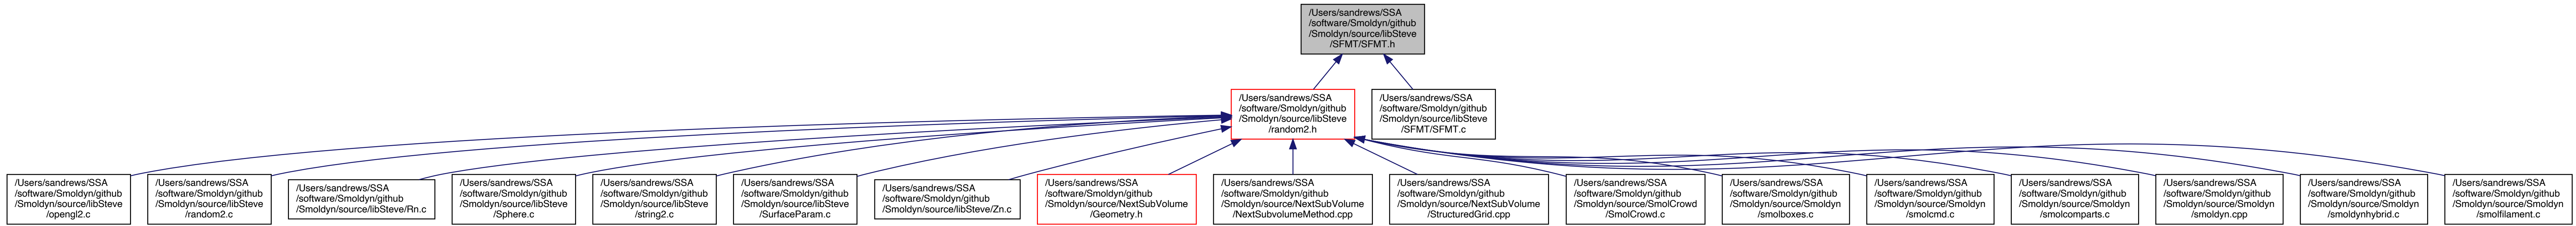 /Users/sandrews/SSA
/software/Smoldyn/github
/Smoldyn/source/libSteve
/SFMT/SFMT.h
/Users/sandrews/SSA
/software/Smoldyn/github
/Smoldyn/source/libSteve
/random2.h
/Users/sandrews/SSA
/software/Smoldyn/github
/Smoldyn/source/libSteve
/SFMT/SFMT.c
/Users/sandrews/SSA
/software/Smoldyn/github
/Smoldyn/source/libSteve
/opengl2.c
/Users/sandrews/SSA
/software/Smoldyn/github
/Smoldyn/source/libSteve
/random2.c
/Users/sandrews/SSA
/software/Smoldyn/github
/Smoldyn/source/libSteve/Rn.c
/Users/sandrews/SSA
/software/Smoldyn/github
/Smoldyn/source/libSteve
/Sphere.c
/Users/sandrews/SSA
/software/Smoldyn/github
/Smoldyn/source/libSteve
/string2.c
/Users/sandrews/SSA
/software/Smoldyn/github
/Smoldyn/source/libSteve
/SurfaceParam.c
/Users/sandrews/SSA
/software/Smoldyn/github
/Smoldyn/source/libSteve/Zn.c
/Users/sandrews/SSA
/software/Smoldyn/github
/Smoldyn/source/NextSubVolume
/Geometry.h
/Users/sandrews/SSA
/software/Smoldyn/github
/Smoldyn/source/NextSubVolume
/NextSubvolumeMethod.cpp
/Users/sandrews/SSA
/software/Smoldyn/github
/Smoldyn/source/NextSubVolume
/StructuredGrid.cpp
/Users/sandrews/SSA
/software/Smoldyn/github
/Smoldyn/source/SmolCrowd
/SmolCrowd.c
/Users/sandrews/SSA
/software/Smoldyn/github
/Smoldyn/source/Smoldyn
/smolboxes.c
/Users/sandrews/SSA
/software/Smoldyn/github
/Smoldyn/source/Smoldyn
/smolcmd.c
/Users/sandrews/SSA
/software/Smoldyn/github
/Smoldyn/source/Smoldyn
/smolcomparts.c
/Users/sandrews/SSA
/software/Smoldyn/github
/Smoldyn/source/Smoldyn
/smoldyn.cpp
/Users/sandrews/SSA
/software/Smoldyn/github
/Smoldyn/source/Smoldyn
/smoldynhybrid.c
/Users/sandrews/SSA
/software/Smoldyn/github
/Smoldyn/source/Smoldyn
/smolfilament.c